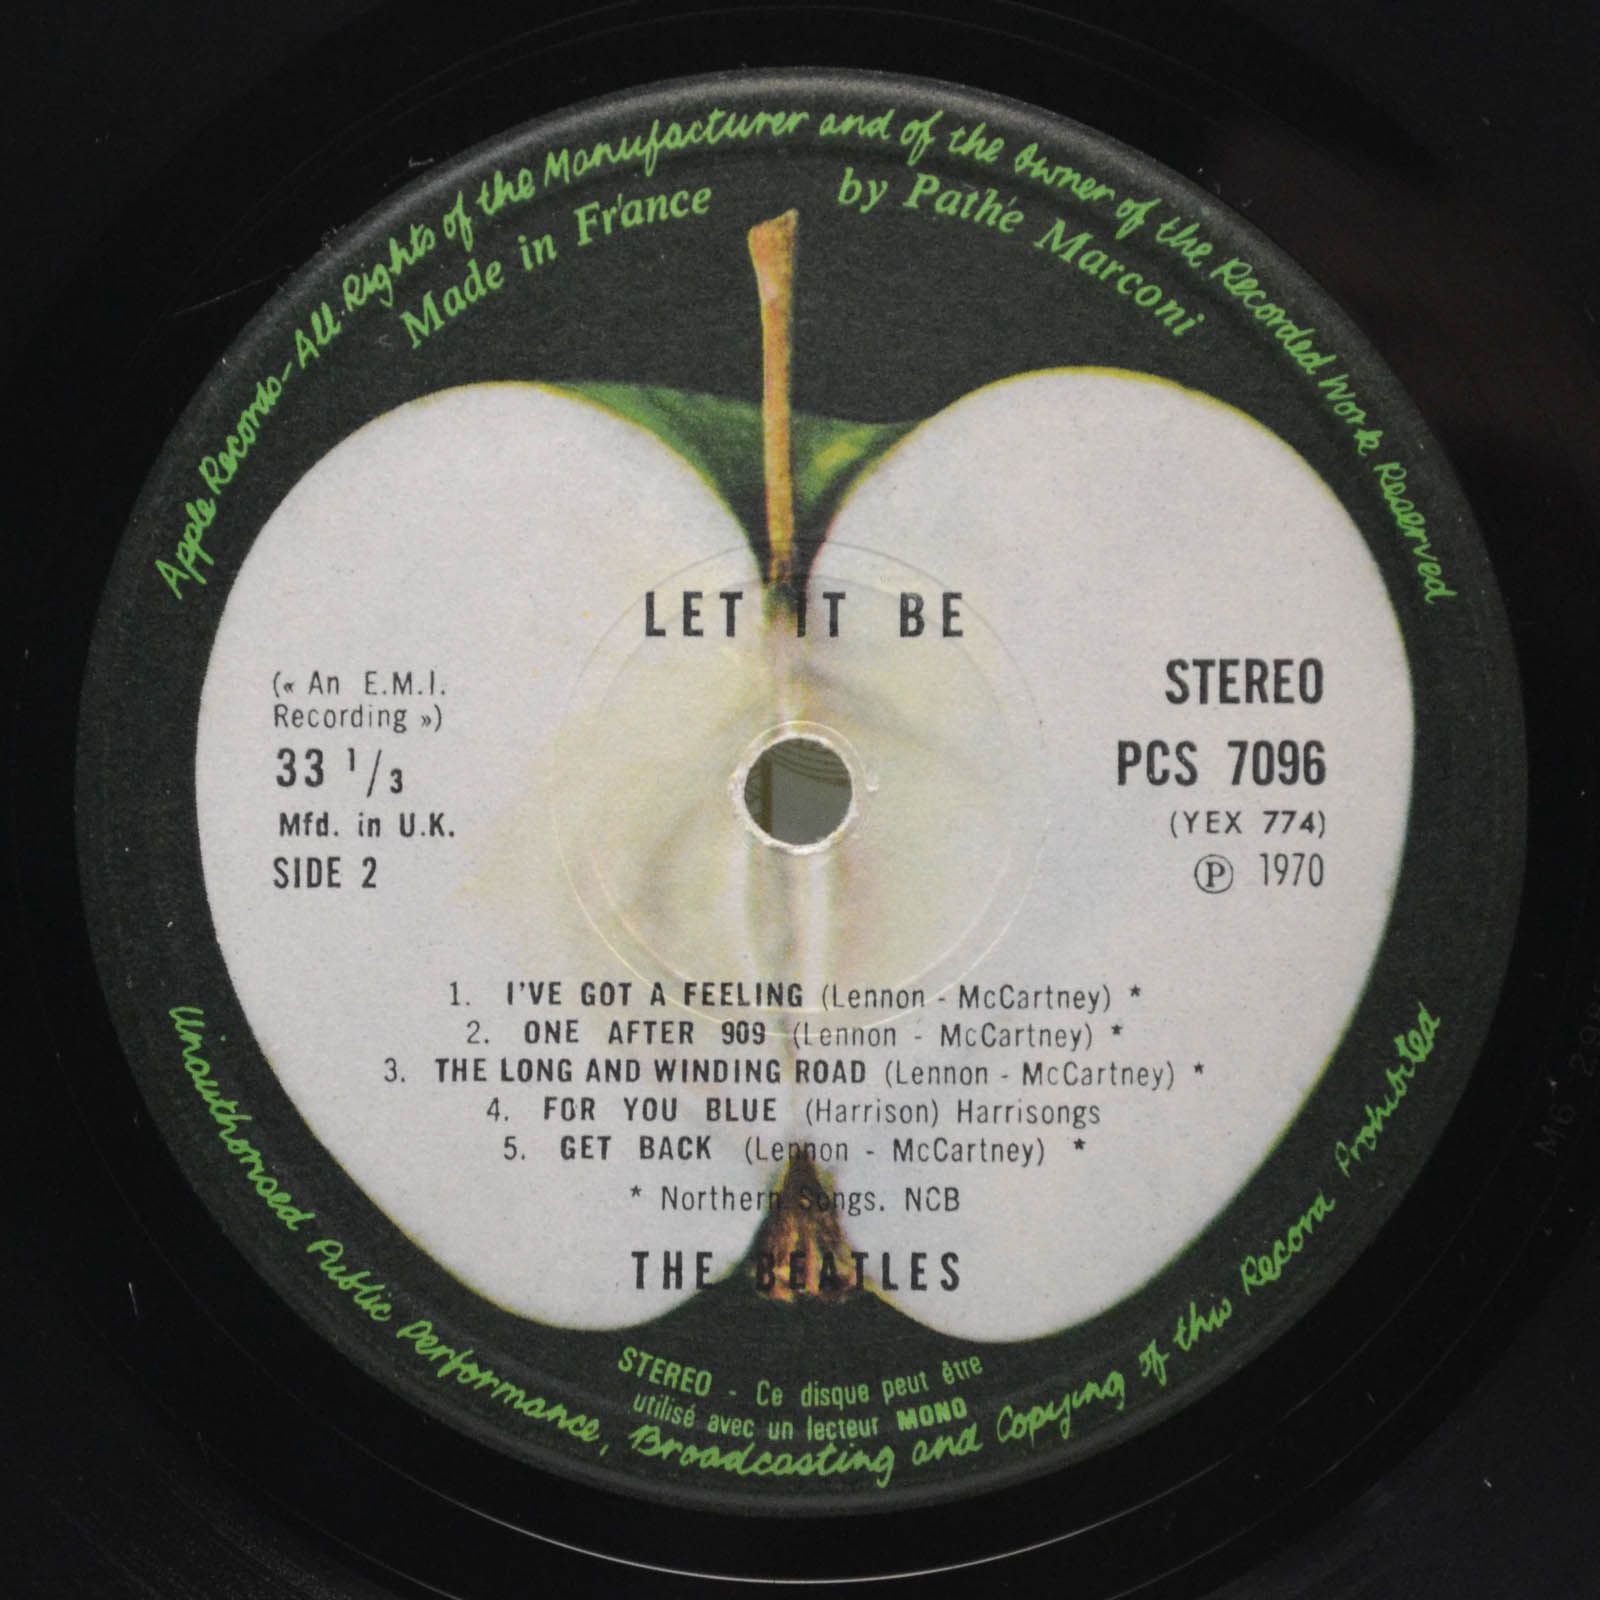 Apple Records - All Rights of the Manufacturer and of the Owner of the Recorded Work Reserved
Made in France by Pathé Marconi
LET IT BE
(« An E.M.I.
Recording »)
33 1/3
Mfd. in U.K.
SIDE 2
STEREO
PCS 7096
(YEX 774)
Ⓟ 1970
1. I'VE GOT A FEELING (Lennon - McCartney) *
2. ONE AFTER 909 (Lennon - McCartney) *
3. THE LONG AND WINDING ROAD (Lennon - McCartney) *
4. FOR YOU BLUE (Harrison) Harrisongs
5. GET BACK (Lennon - McCartney) *
* Northern Songs. NCB
THE BEATLES
STEREO - Ce disque peut être
utilisé avec un lecteur MONO
Unauthorised Public Performance, Broadcasting and Copying of this Record Prohibited